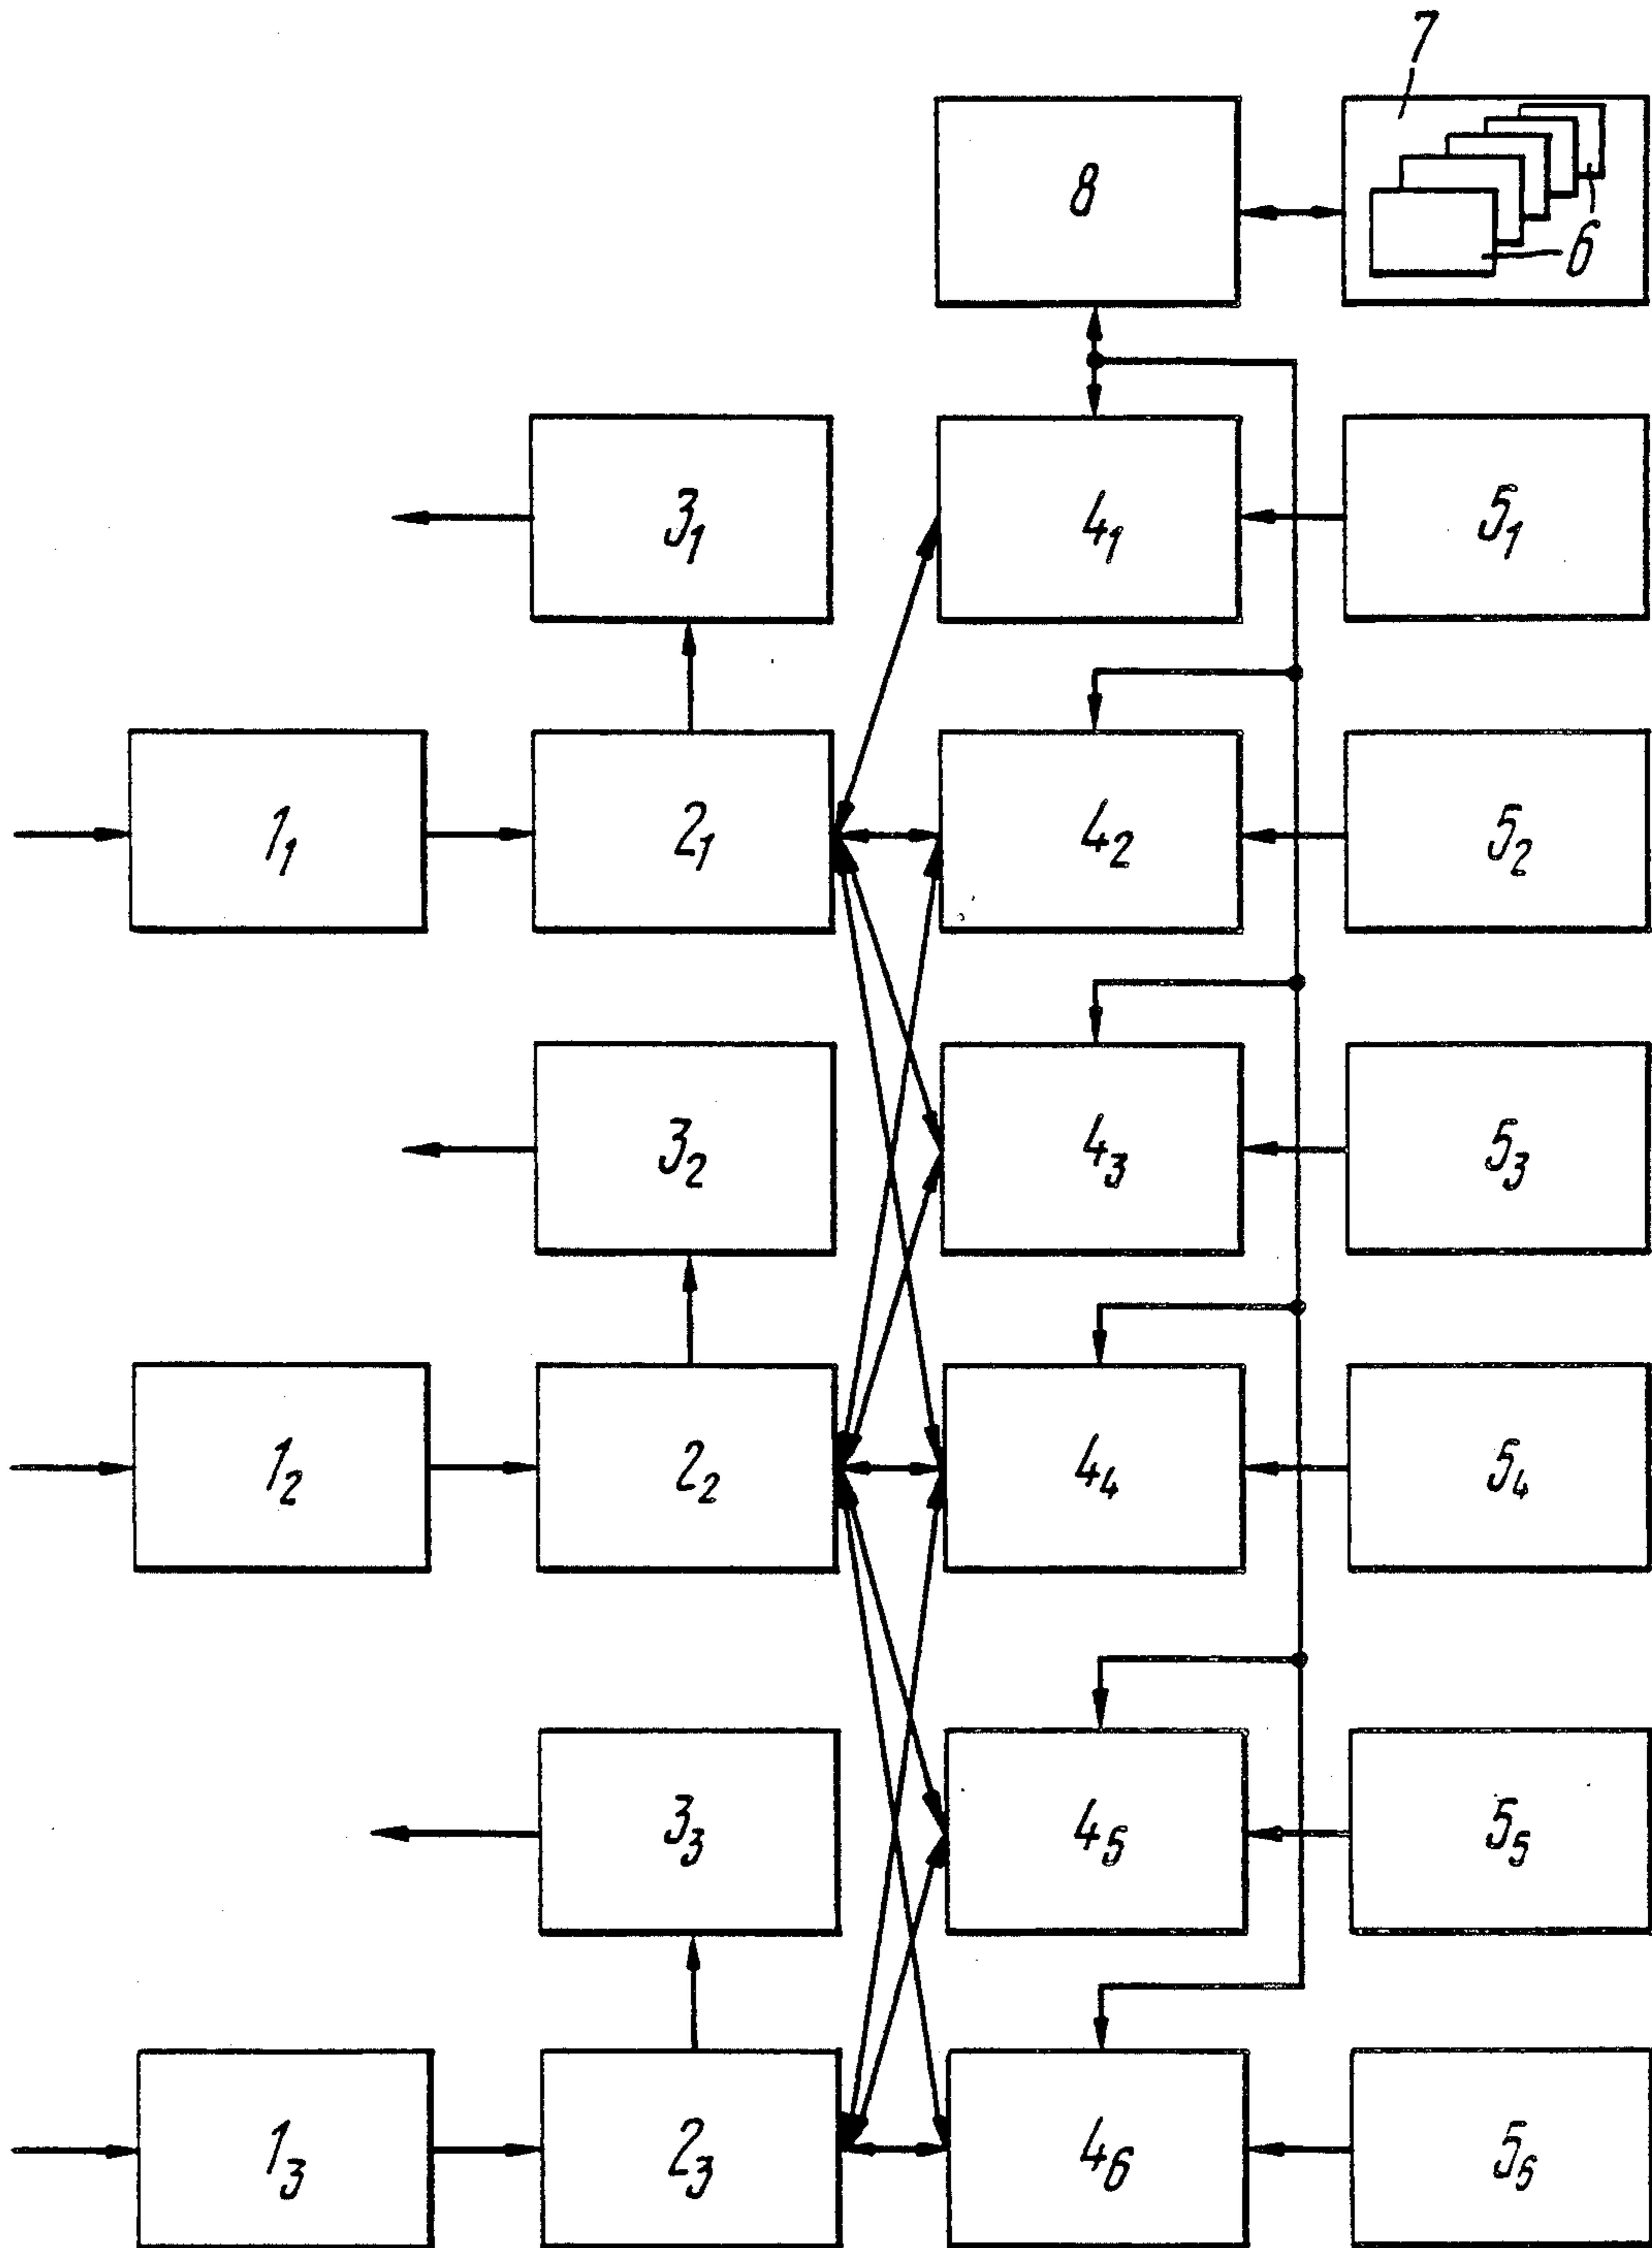 7
8
6
3₁ 4₁ 5₁
1₁ 2₁ 4₂ 5₂
3₂ 4₃ 5₃
1₂ 2₂ 4₄ 5₄
3₃ 4₅ 5₅
1₃ 2₃ 4₆ 5₆